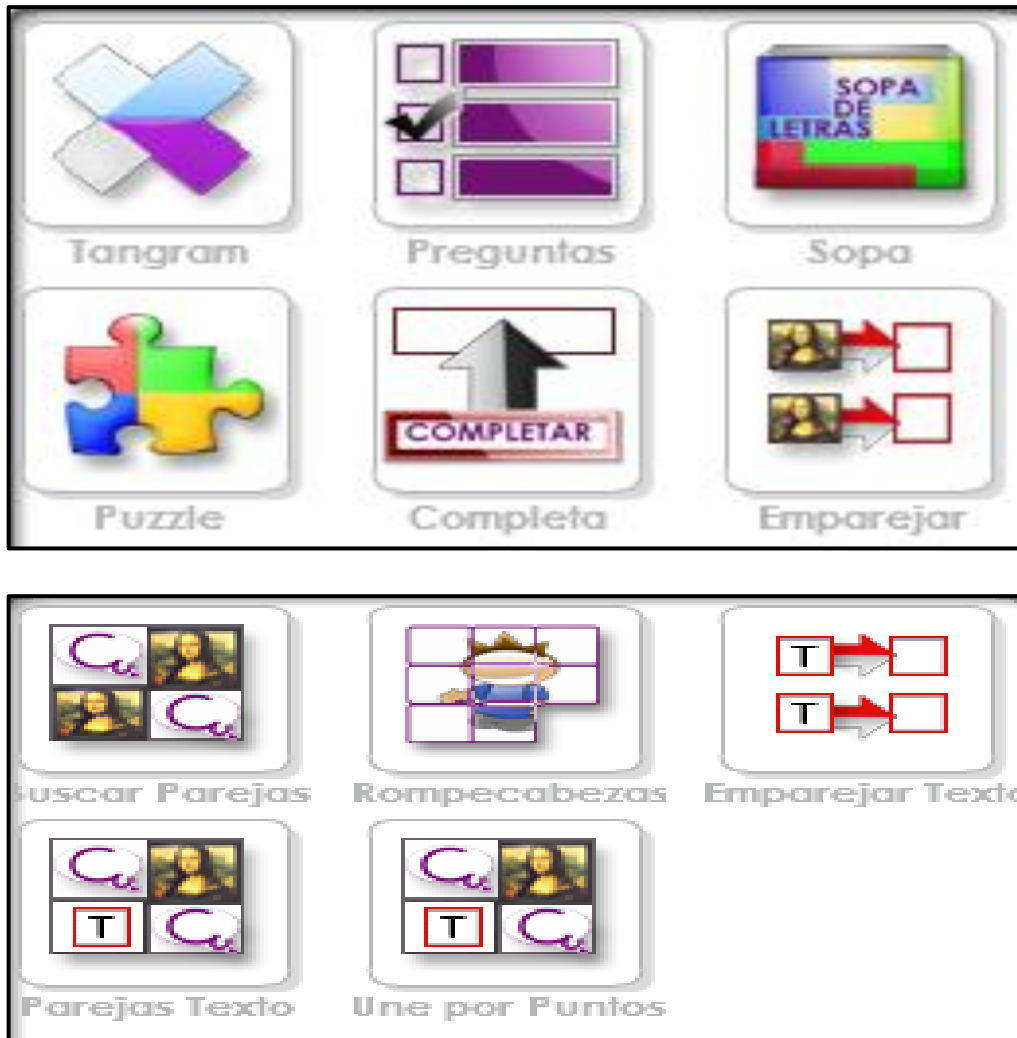 SOPA
DE
LETRAS
Tangram Preguntas Sopa
COMPLETAR
Puzzle Completa Emparejar
T
T
uscar Parejas Rompecabezas Emparejar Texto
T T
Parejas Texto Une por Puntos